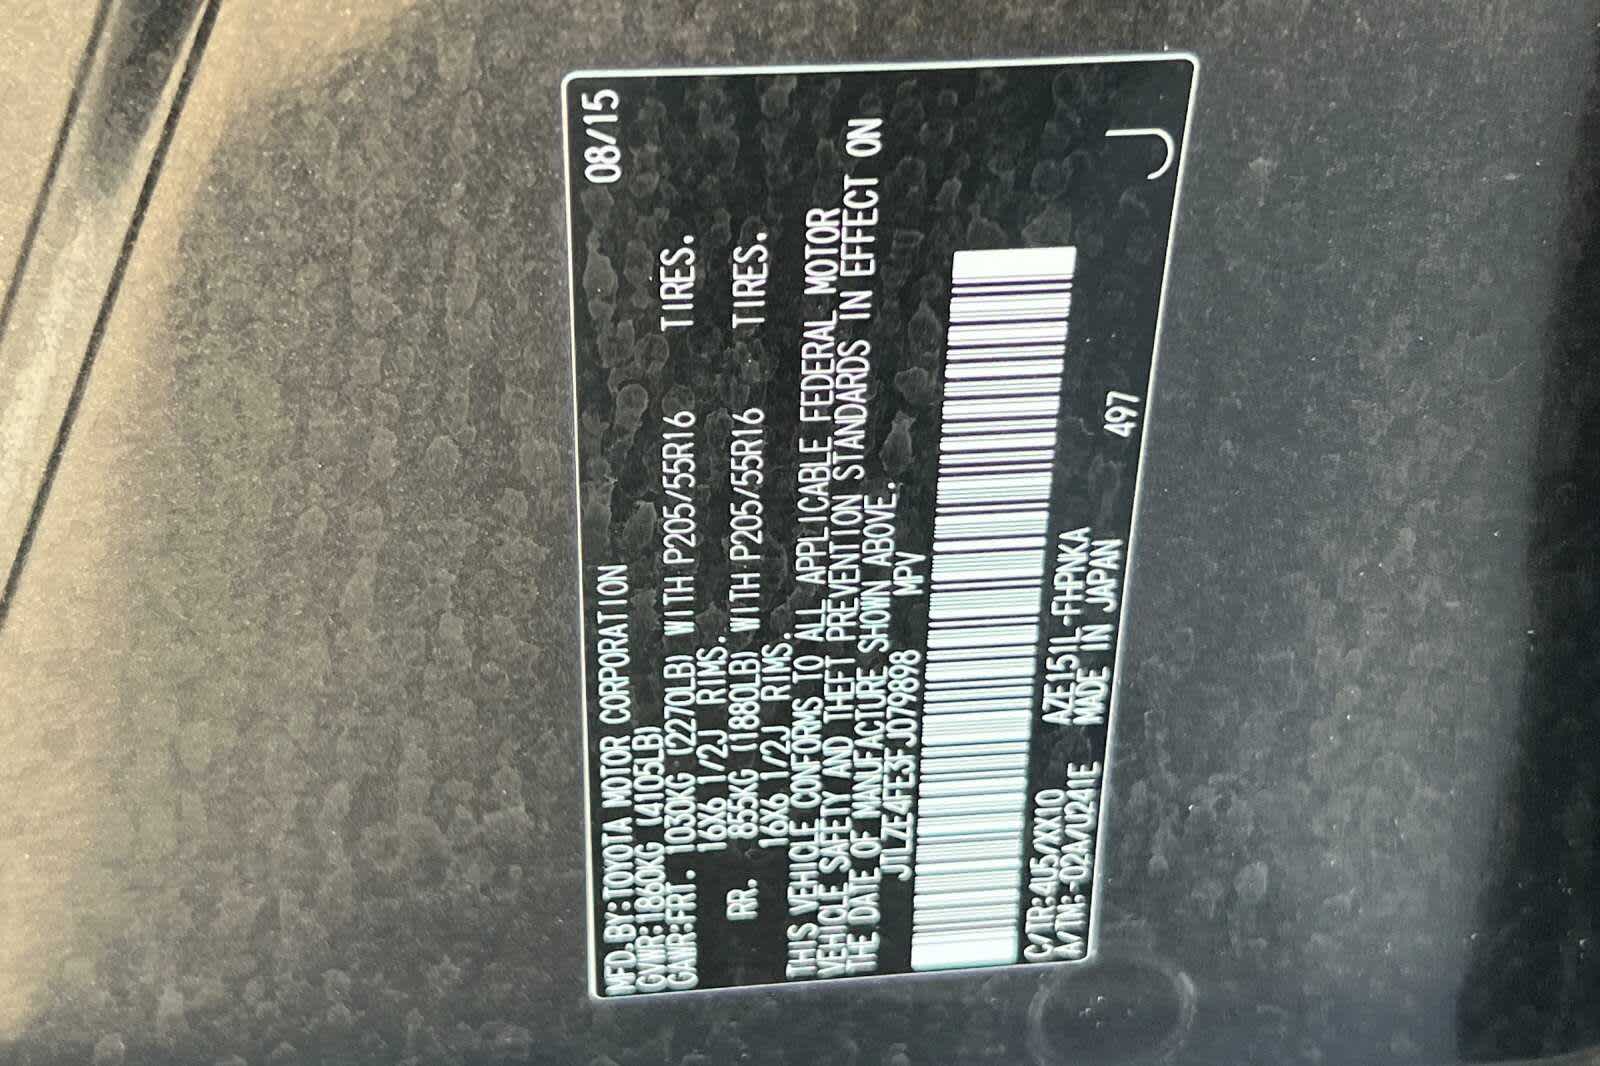 MFD.BY:TOYOTA MOTOR CORPORATION 08/15
GVWR:1860KG (4105LB)
GAWR:FRT. 1030KG (2270LB) WITH P205/55R16 TIRES.
16X6 1/2J RIMS.
RR. 855KG (1880LB) WITH P205/55R16 TIRES.
16X6 1/2J RIMS.
THIS VEHICLE CONFORMS TO ALL APPLICABLE FEDERAL MOTOR
VEHICLE SAFETY AND THEFT PREVENTION STANDARDS IN EFFECT ON
THE DATE OF MANUFACTURE SHOWN ABOVE.
JTLZE4FE3FJ079898 MPV
C/TR:4U5/XX10 AZE151L-FHPNKA 497
A/TM:-02A/U241E MADE IN JAPAN
J